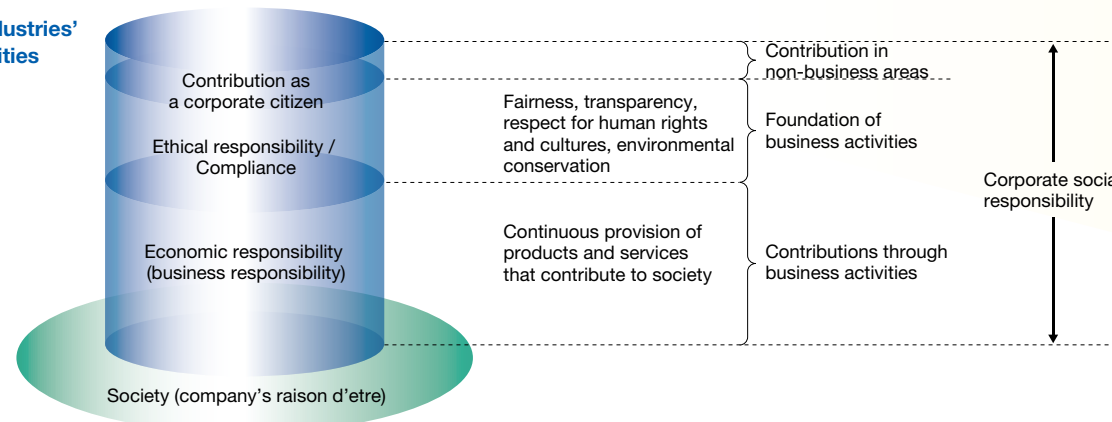 dustries'
ities
Contribution as
a corporate citizen
Ethical responsibility /
Compliance
Economic responsibility
(business responsibility)
Society (company's raison d'etre)
Fairness, transparency,
respect for human rights
and cultures, environmental
conservation
Continuous provision of
products and services
that contribute to society
Contribution in
non-business areas
Foundation of
business activities
Contributions through
business activities
Corporate socia
responsibility